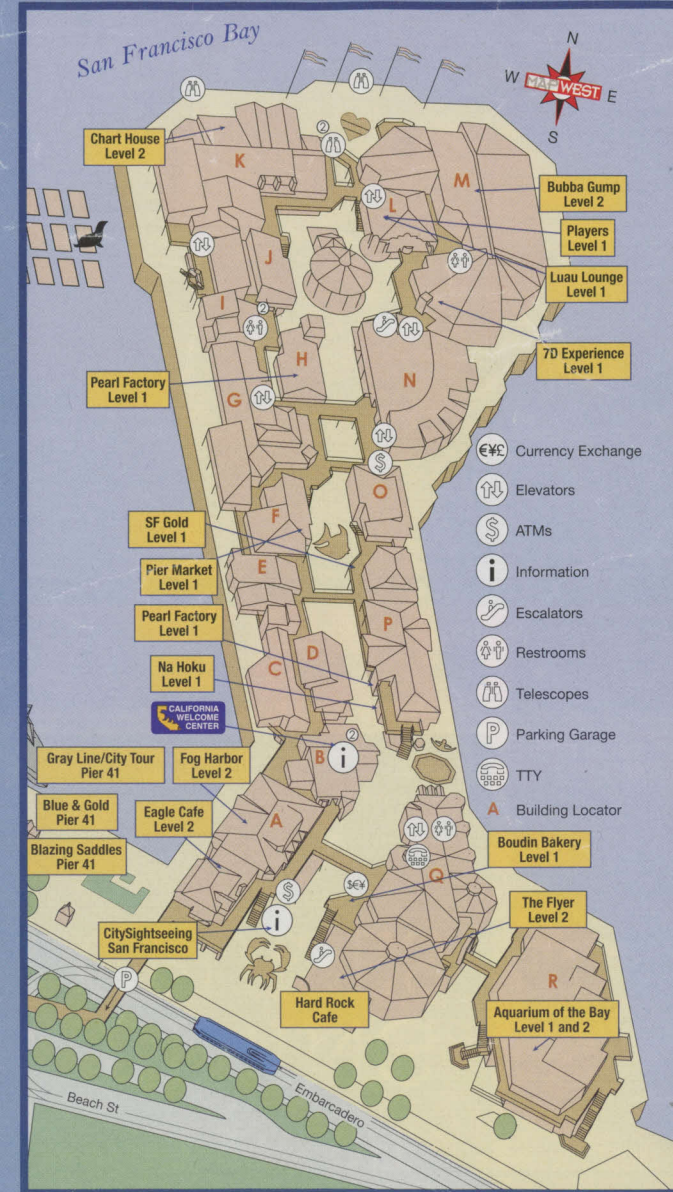 San Francisco Bay
N
W
MAPWEST
E
S
2
Chart House
Level 2
K
M
Bubba Gump
Level 2
L
Players
Level 1
J
Luau Lounge
Level 1
I
2
7D Experience
Level 1
H
N
Pearl Factory
Level 1
G
€¥£ Currency Exchange
Elevators
$
O
$ ATMs
SF Gold
Level 1
F
Pier Market
Level 1
i Information
E
Pearl Factory
Level 1
P
Escalators
D
Restrooms
Na Hoku
Level 1
C
Telescopes
CALIFORNIA
WELCOME
CENTER
2
P Parking Garage
B
i
Gray Line/City Tour
Pier 41
Fog Harbor
Level 2
TTY
A Building Locator
Blue & Gold
Pier 41
Eagle Cafe
Level 2
A
Blazing Saddles
Pier 41
Boudin Bakery
Level 1
Q
$
$€¥
The Flyer
Level 2
CitySightseeing
San Francisco
i
P
R
Hard Rock
Cafe
Aquarium of the Bay
Level 1 and 2
Beach St
Embarcadero